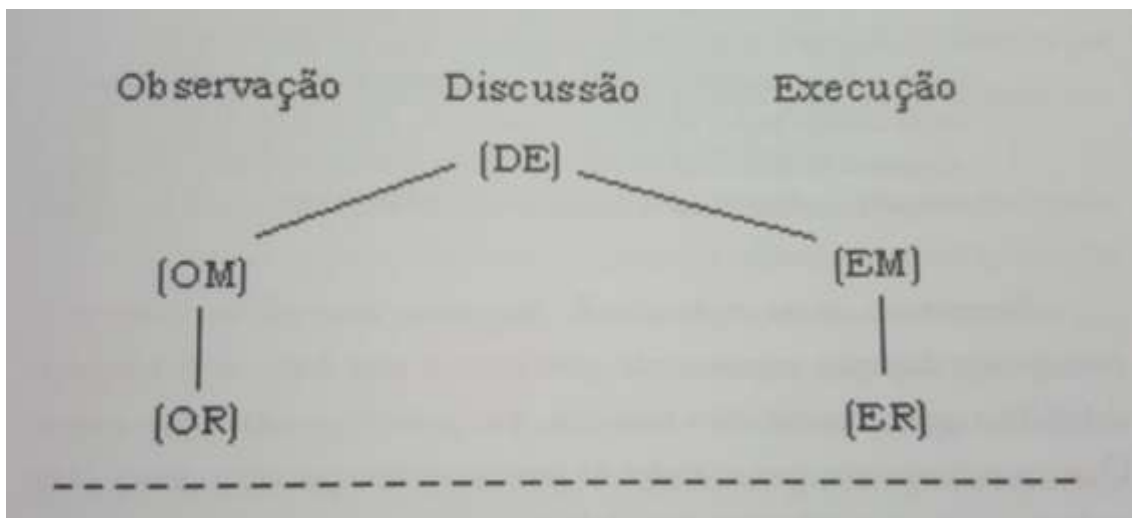 Observação Discussão Execução
(DE)
(OM) (EM)
(OR) (ER)